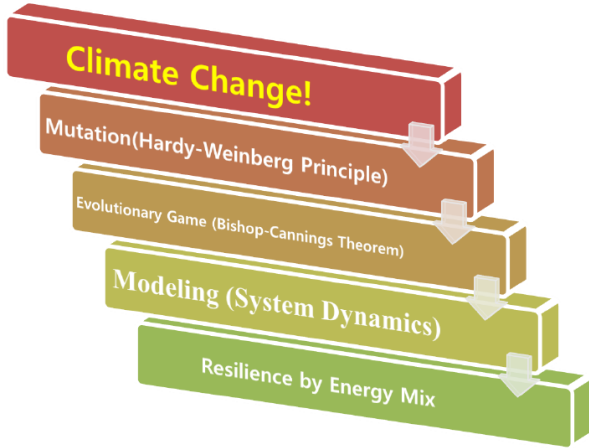 Climate Change!
Mutation(Hardy-Weinberg Principle)
Evolutionary Game (Bishop-Cannings Theorem)
Modeling (System Dynamics)
Resilience by Energy Mix